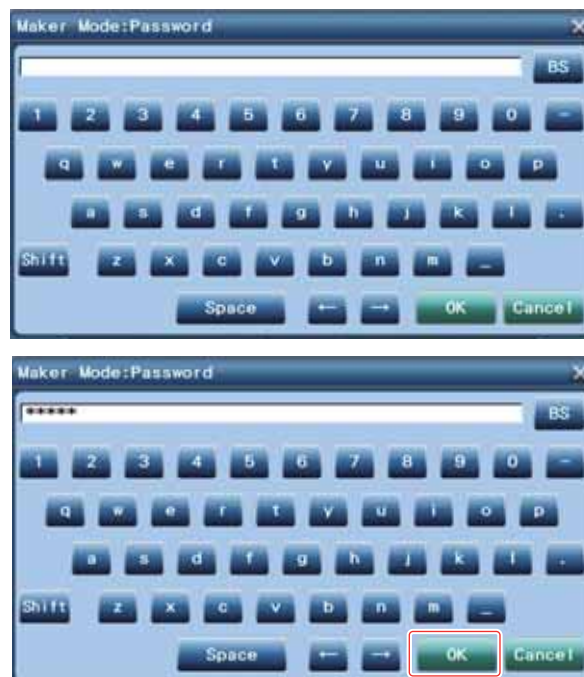 Maker Mode:Password ×
BS
1 2 3 4 5 6 7 8 9 0 -
q w e r t y u i o p
a s d f g h j k l .
Shift z x c v b n m _
Space ← → OK Cancel
Maker Mode:Password ×
***** BS
1 2 3 4 5 6 7 8 9 0 -
q w e r t y u i o p
a s d f g h j k l .
Shift z x c v b n m _
Space ← → OK Cancel